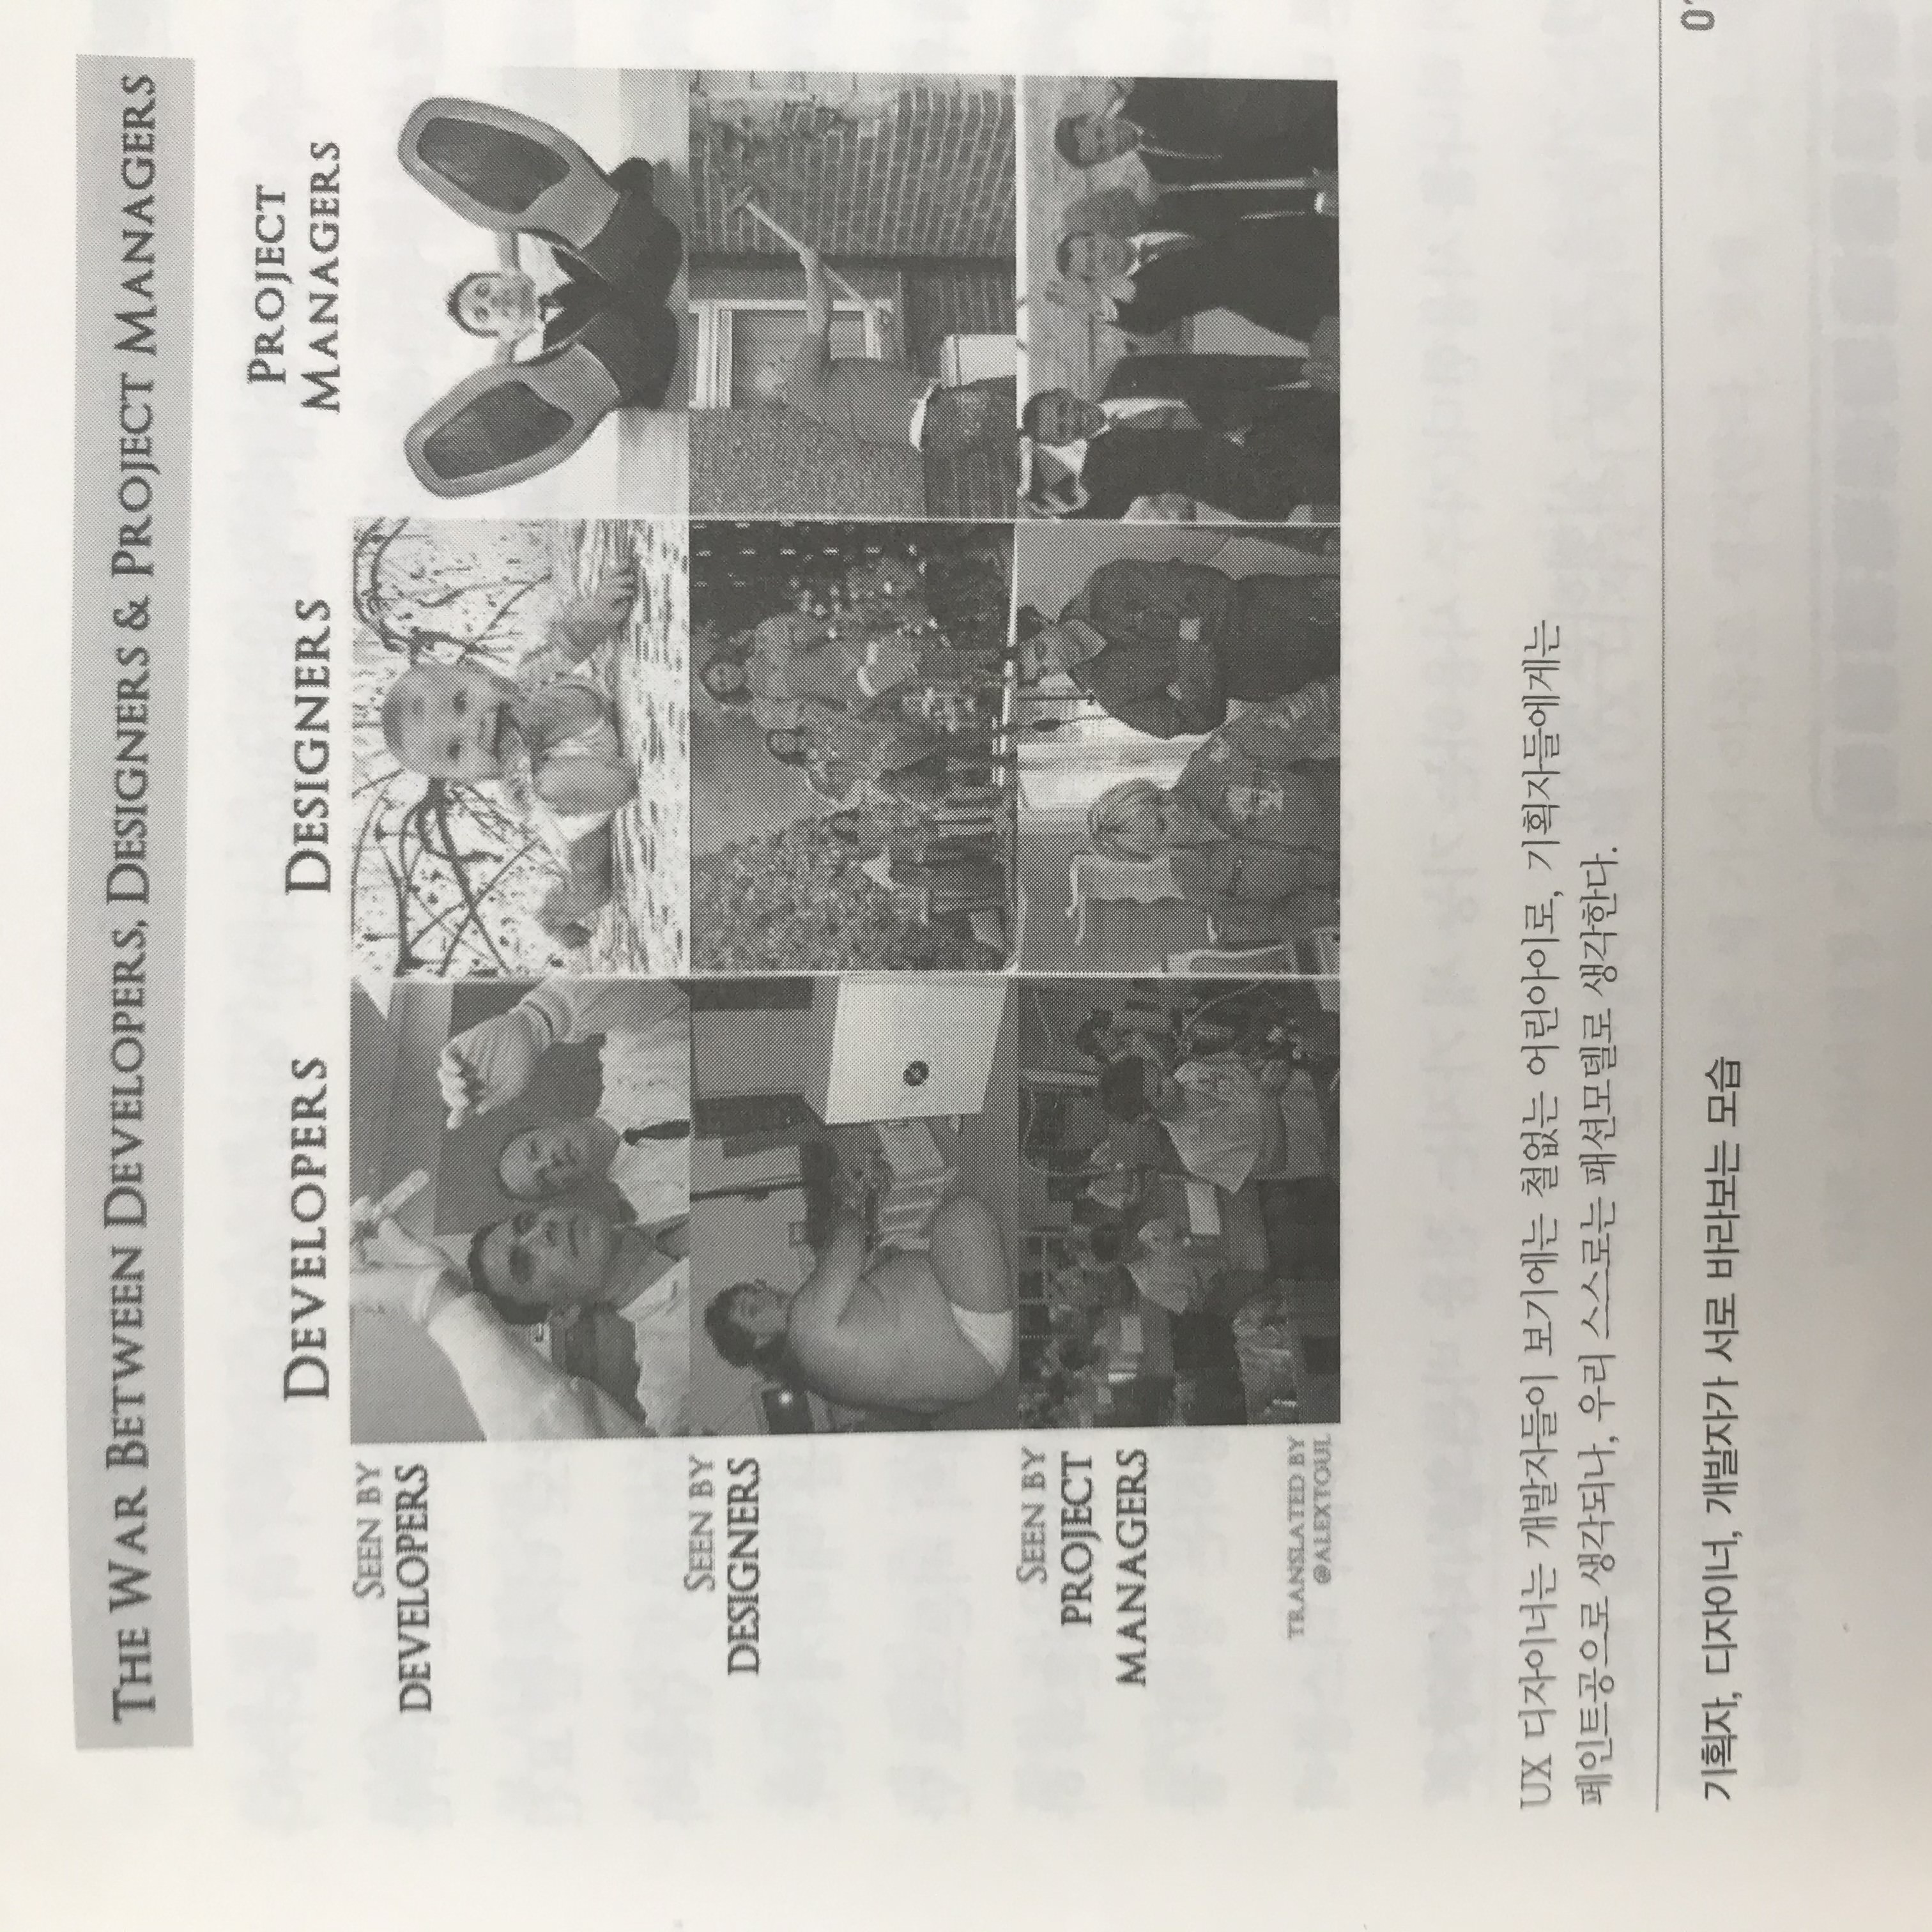 THE WAR BETWEEN DEVELOPERS, DESIGNERS & PROJECT MANAGERS
DEVELOPERS
DESIGNERS
PROJECT
MANAGERS
SEEN BY
DEVELOPERS
SEEN BY
DESIGNERS
SEEN BY
PROJECT
MANAGERS
TRANSLATED BY
@ALEXTOUL
UX 디자이너는 개발자들이 보기에는 철없는 어린아이로, 기획자들에게는
페인트공으로 생각되나, 우리 스스로는 패션모델로 생각한다.
기획자, 디자이너, 개발자가 서로 바라보는 모습